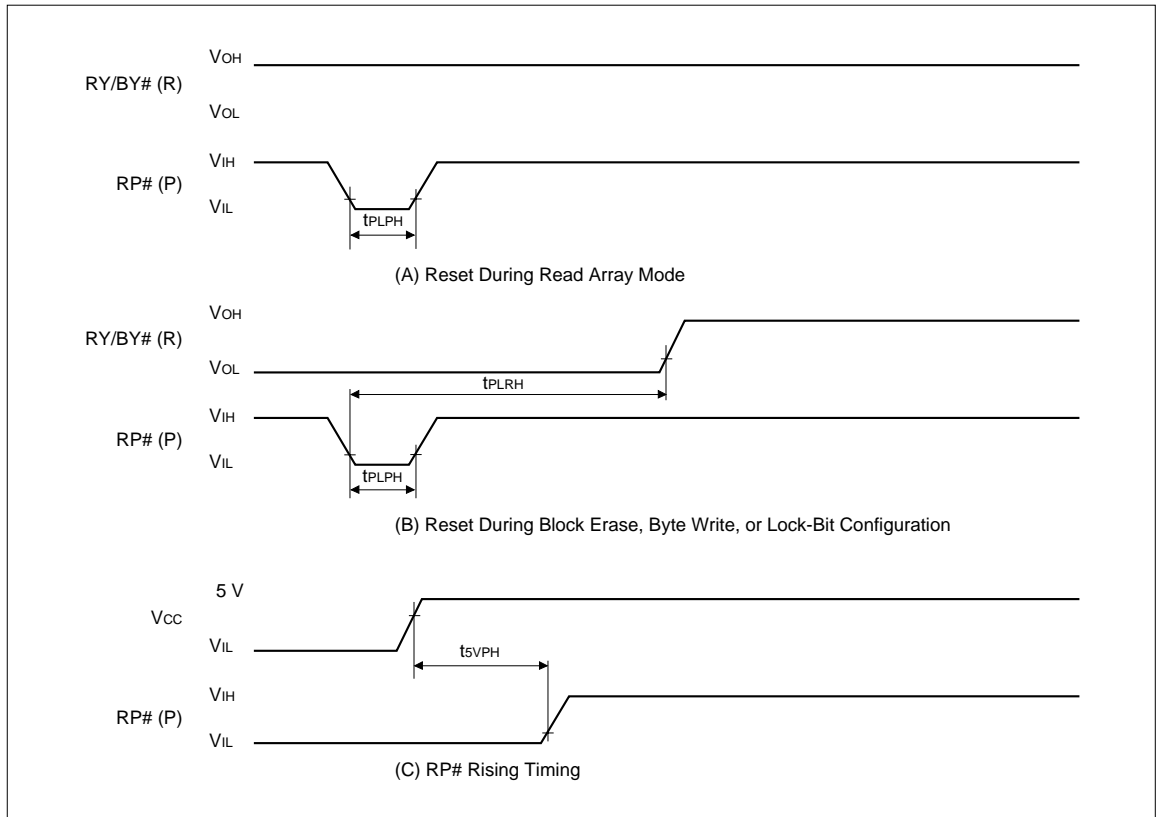 VOH
RY/BY# (R)
VOL
VIH
RP# (P)
VIL
tPLPH
(A) Reset During Read Array Mode
VOH
RY/BY# (R)
VOL
tPLRH
VIH
RP# (P)
VIL
tPLPH
(B) Reset During Block Erase, Byte Write, or Lock-Bit Configuration
5 V
VCC
VIL
t5VPH
VIH
RP# (P)
VIL
(C) RP# Rising Timing